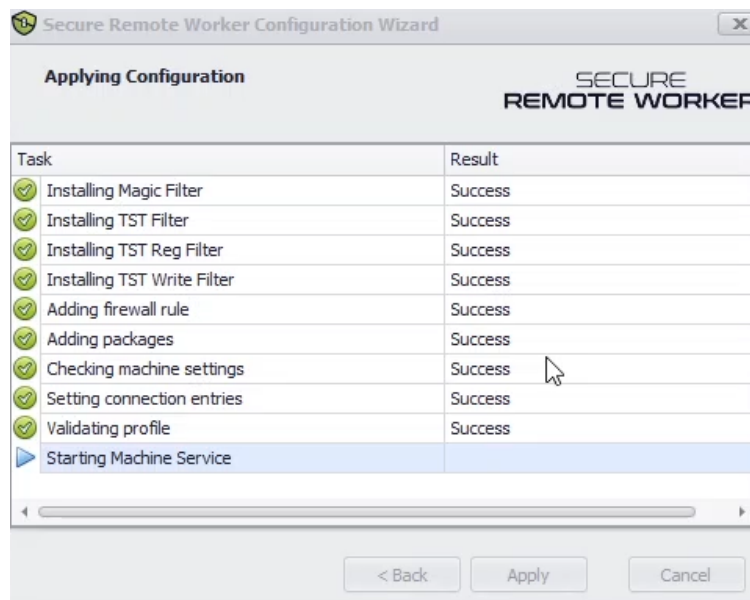 Secure Remote Worker Configuration Wizard
Applying Configuration
SECURE
REMOTE WORKER
Task Result
Installing Magic Filter Success
Installing TST Filter Success
Installing TST Reg Filter Success
Installing TST Write Filter Success
Adding firewall rule Success
Adding packages Success
Checking machine settings Success
Setting connection entries Success
Validating profile Success
Starting Machine Service
< Back Apply Cancel